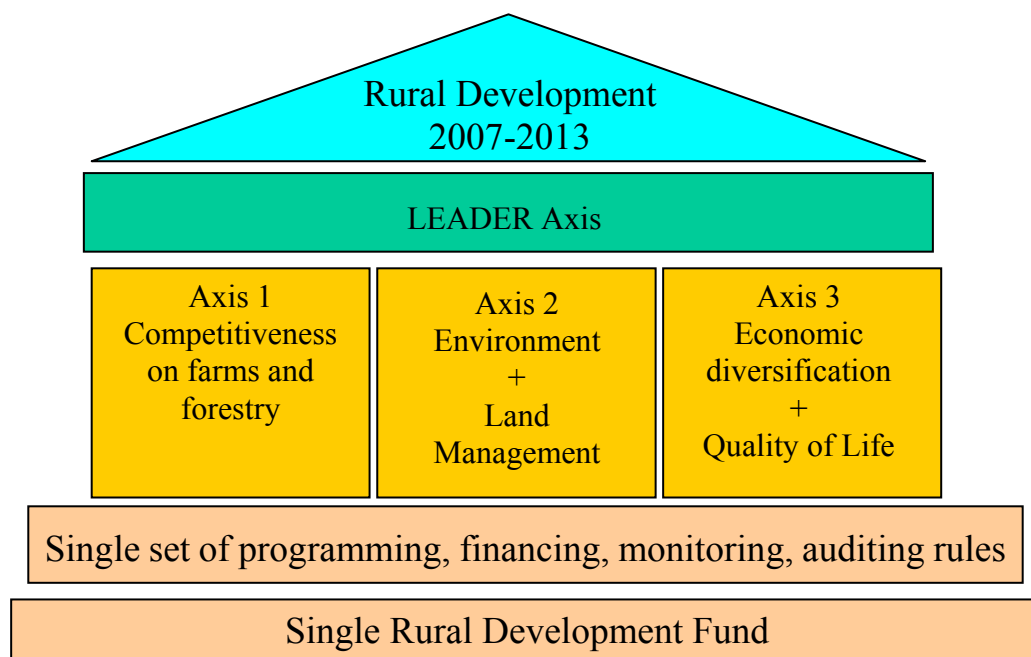 Rural Development
2007-2013
LEADER Axis
Axis 1
Competitiveness
on farms and
forestry
Axis 2
Environment
+
Land
Management
Axis 3
Economic
diversification
+
Quality of Life
Single set of programming, financing, monitoring, auditing rules
Single Rural Development Fund